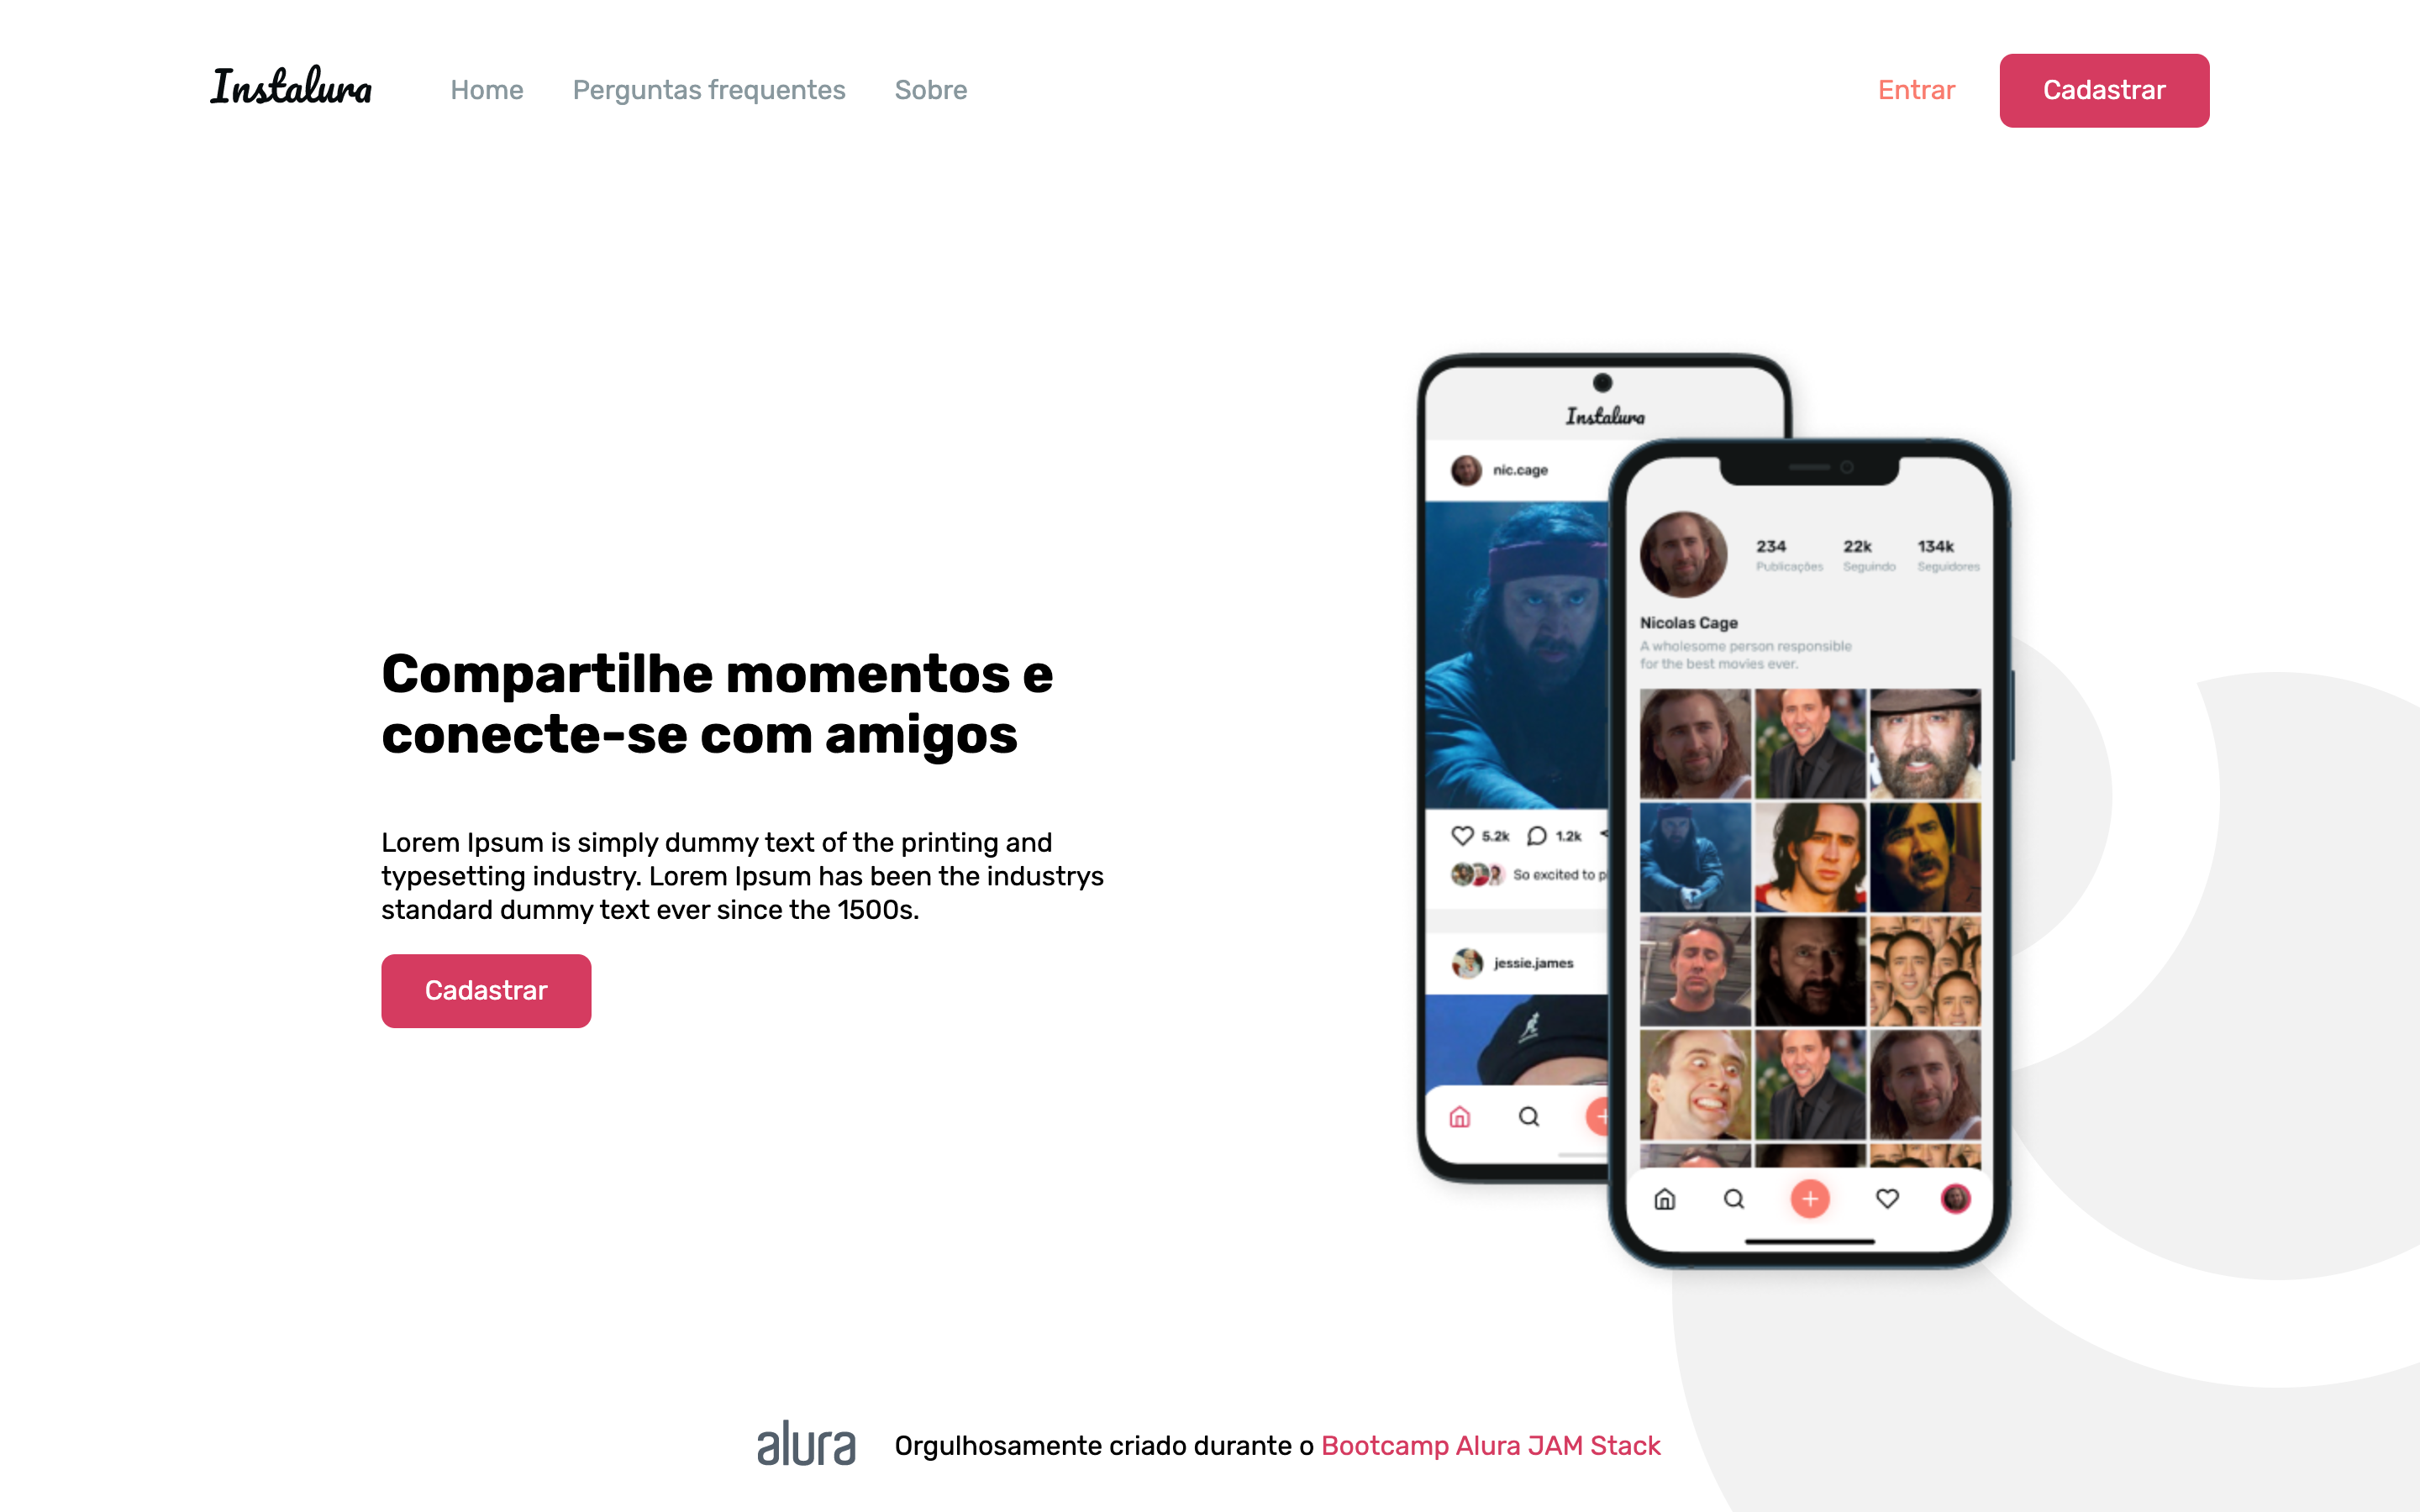 Instalura
Home Perguntas frequentes Sobre
Entrar Cadastrar
Compartilhe momentos e
conecte-se com amigos
Lorem Ipsum is simply dummy text of the printing and
typesetting industry. Lorem Ipsum has been the industrys
standard dummy text ever since the 1500s.
Cadastrar
Instalura
nic.cage
5.2k 1.2k
So excited to p
jessie.james
234 22k 134k
Publicações Seguindo Seguidores
Nicolas Cage
A wholesome person responsible
for the best movies ever.
alura Orgulhosamente criado durante o Bootcamp Alura JAM Stack